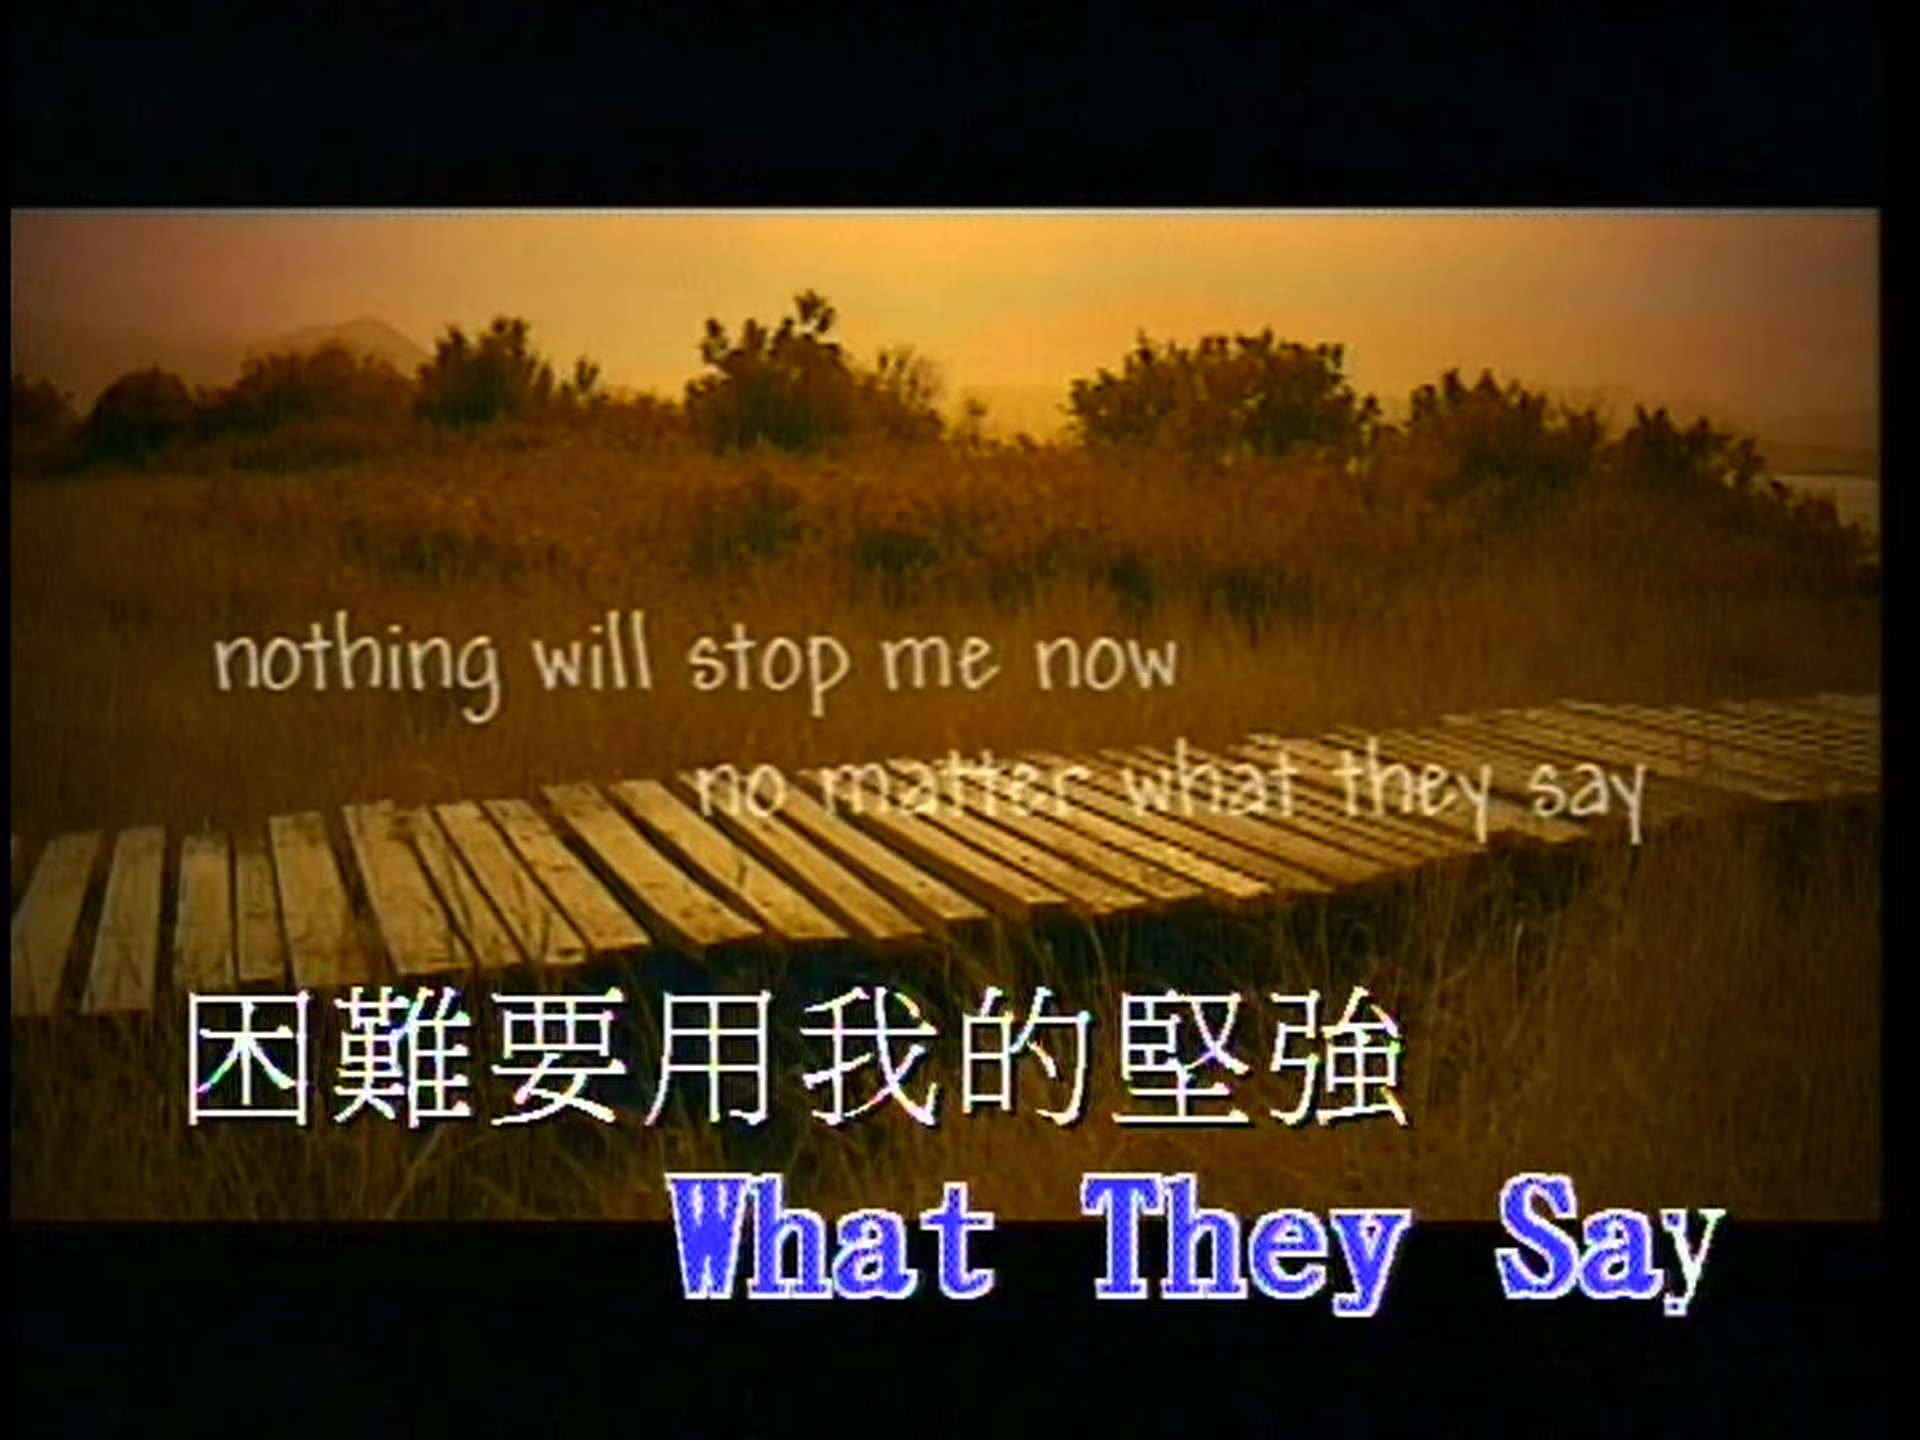 nothing will stop me now
no matter what they say
困難要用我的堅強
What They Say